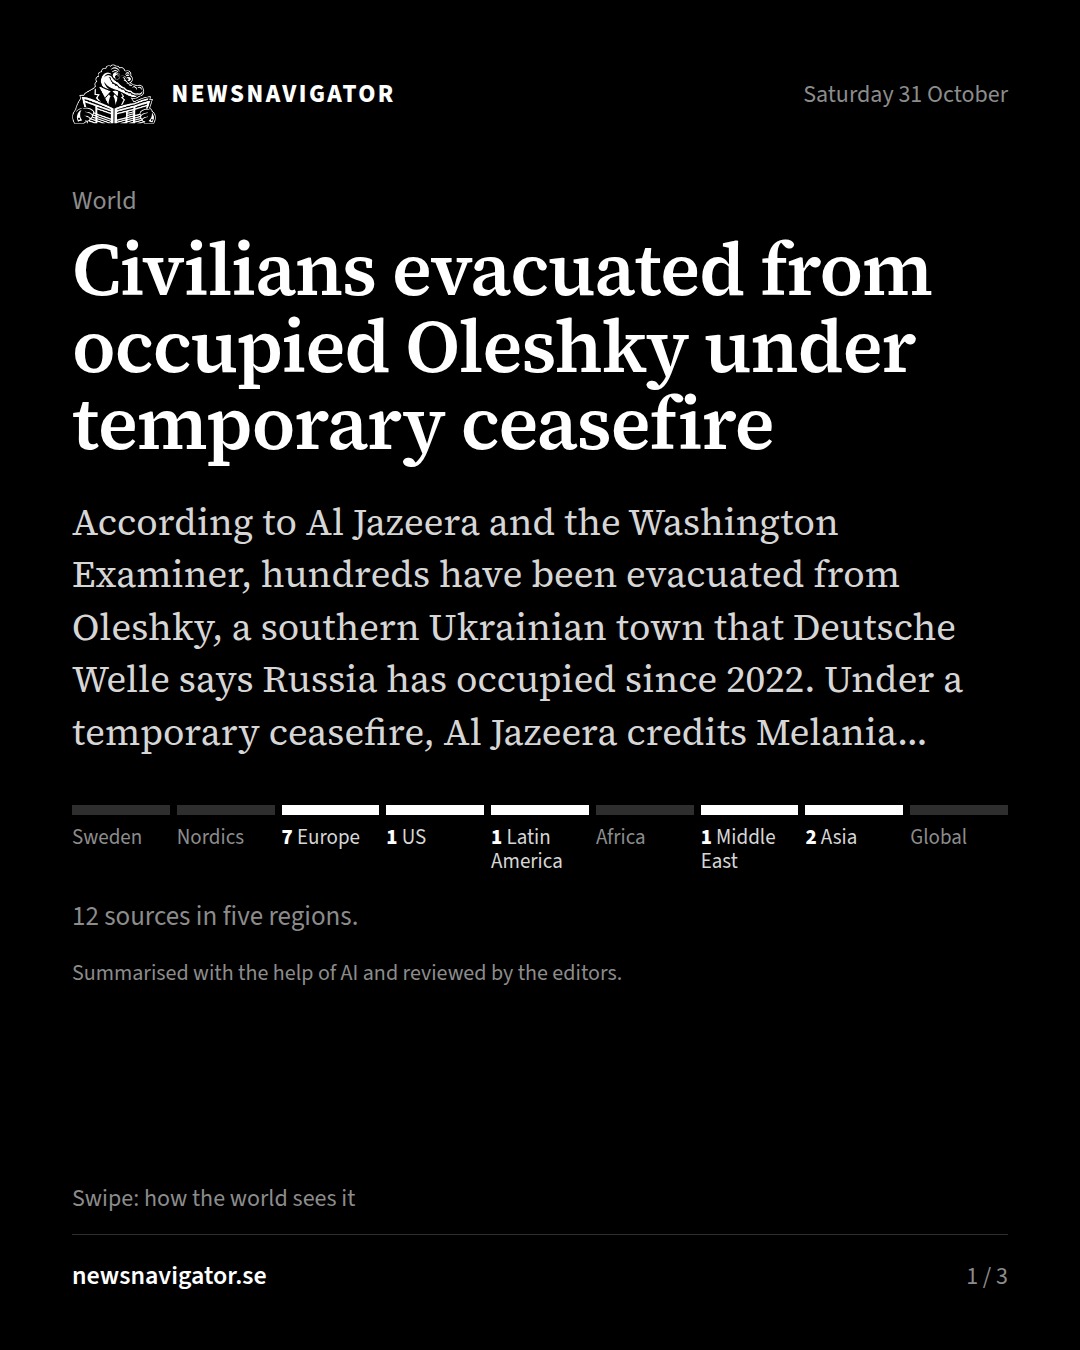 NEWSNAVIGATOR
Saturday 31 October
World
Civilians evacuated from
occupied Oleshky under
temporary ceasefire
According to Al Jazeera and the Washington
Examiner, hundreds have been evacuated from
Oleshky, a southern Ukrainian town that Deutsche
Welle says Russia has occupied since 2022. Under a
temporary ceasefire, Al Jazeera credits Melania...
Sweden
Nordics
7 Europe
1 US
1 Latin
America
Africa
1 Middle
East
2 Asia
Global
12 sources in five regions.
Summarised with the help of AI and reviewed by the editors.
Swipe: how the world sees it
newsnavigator.se
1 / 3